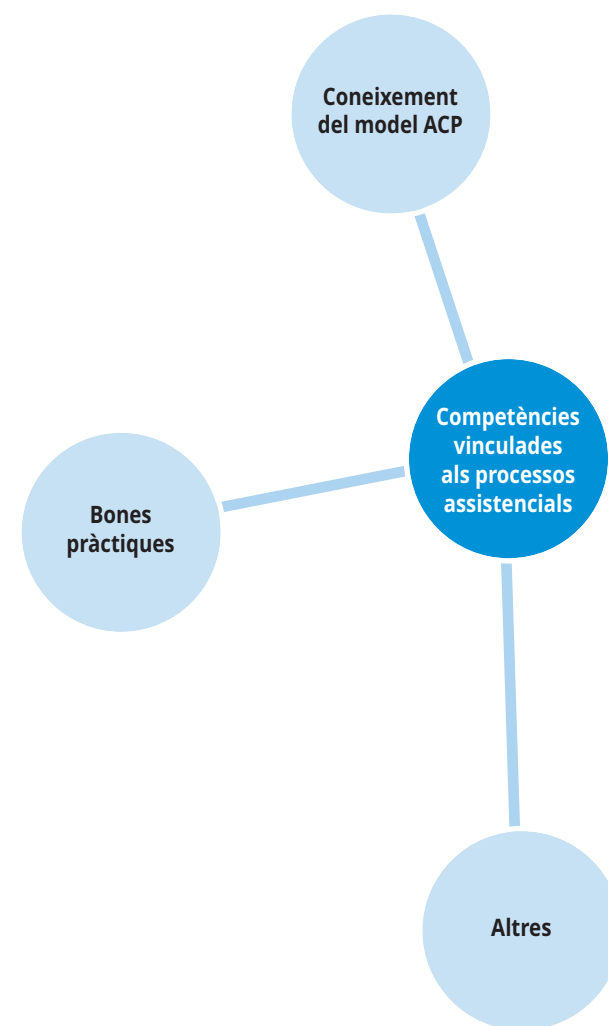 Coneixement
del model ACP
Competències
vinculades
als processos
assistencials
Bones
pràctiques
Altres